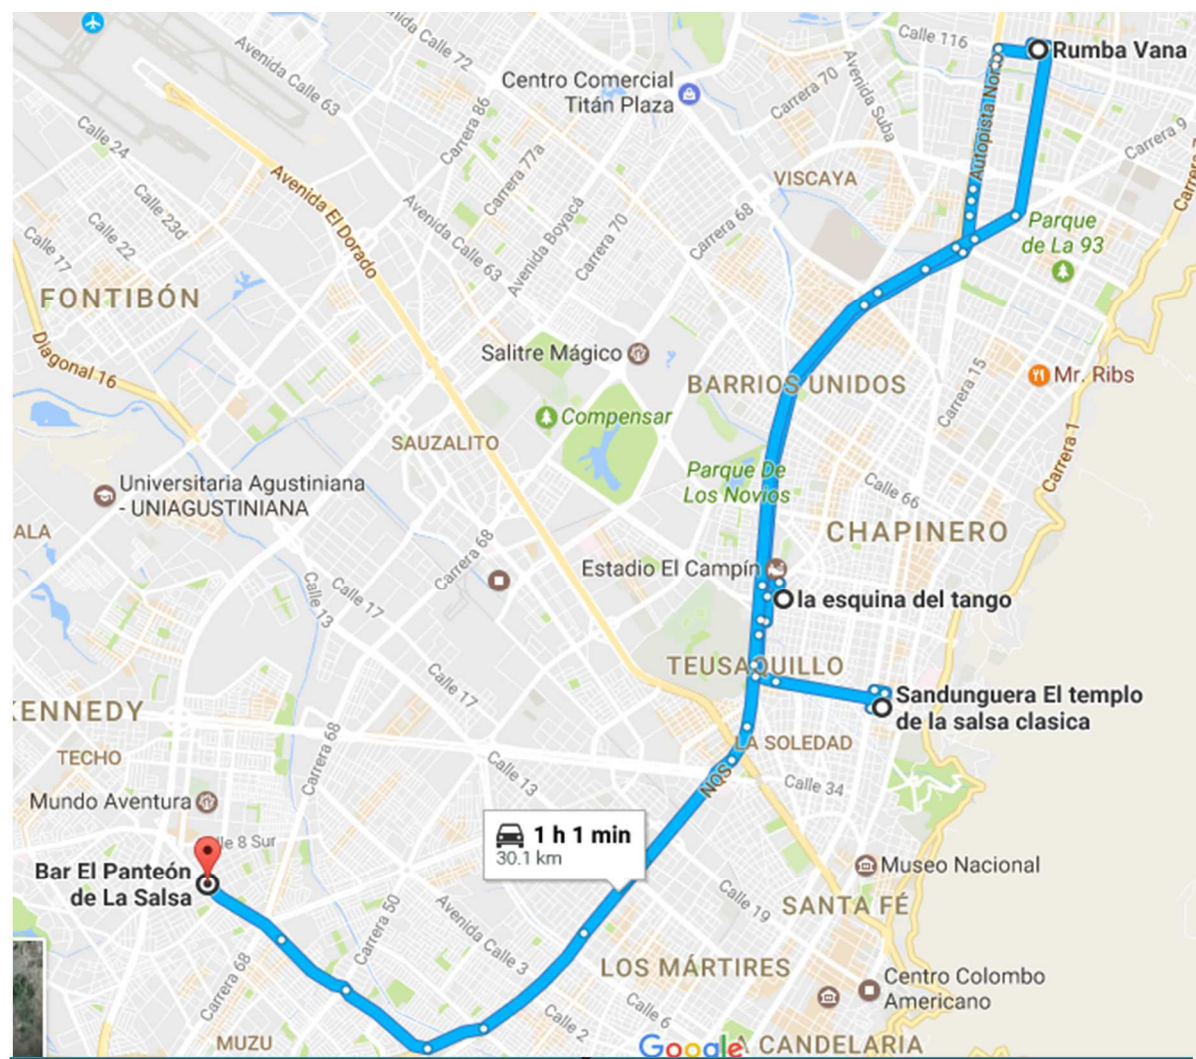 Calle 116
Rumba Vana
Avenida Calle 72
Avenida Calle 63
Centro Comercial
Titán Plaza
Carrera 70
Avenida Suba
Autopista Norte
Carrera 86
Calle 24
Carrera 9
Carrera 77a
VISCAYA
Avenida El Dorado
Calle 23d
Calle 22
Calle 17
Avenida Calle 63
Avenida Boyacá
Carrera 70
Carrera 68
Parque
de La 93
FONTIBÓN
Diagonal 16
Salitre Mágico
BARRIOS UNIDOS
Carrera 15
Mr. Ribs
Compensar
SAUZALITO
Carrera 1
Parque De
Los Novios
Universitaria Agustiniana
- UNIAGUSTINIANA
Calle 66
CHAPINERO
ALA
Carrera 68
Estadio El Campín
Calle 13
Calle 17
la esquina del tango
TEUSAQUILLO
Calle 17
Sandunguera El templo
de la salsa clasica
KENNEDY
Carrera 68
LA SOLEDAD
TECHO
Calle 13
NQS
Calle 34
Mundo Aventura
1 h 1 min
30.1 km
lle 8 Sur
Bar El Panteón
de La Salsa
Museo Nacional
Calle 19
Carrera 50
Avenida Calle 3
SANTA FÉ
Carrera 68
LOS MÁRTIRES
Centro Colombo
Americano
Calle 6
Calle 2
MUZU
Google
A CANDELARIA